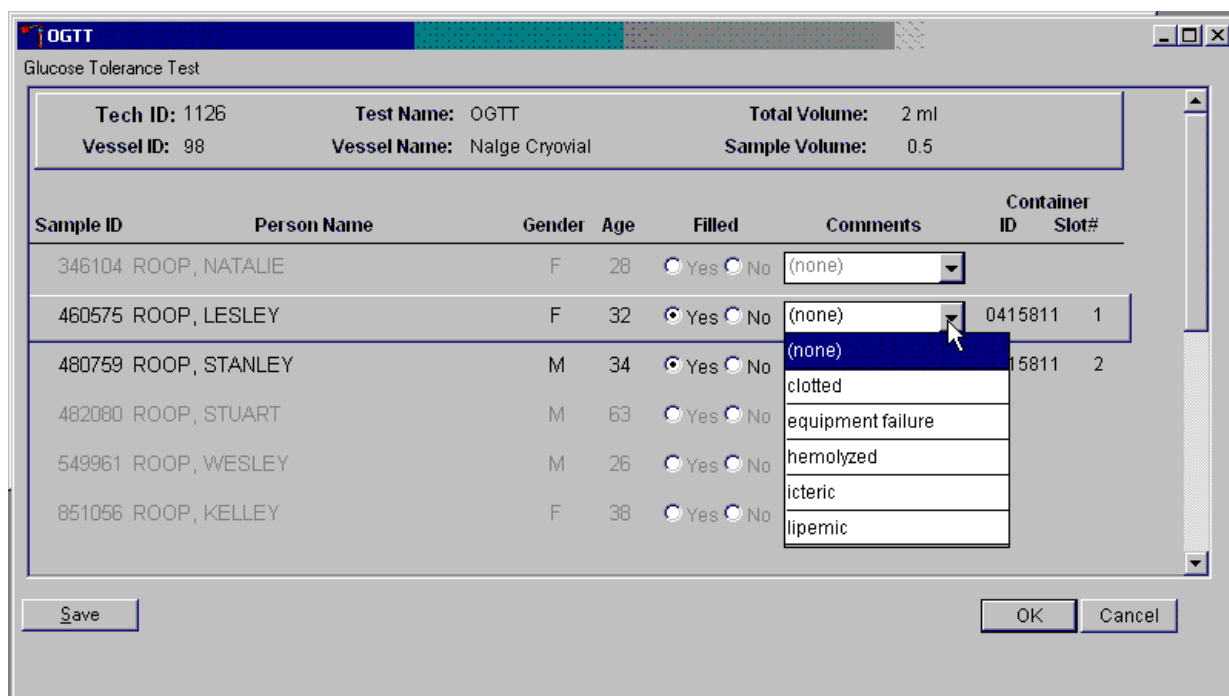 OGTT
Glucose Tolerance Test
Tech ID: 1126 Test Name: OGTT Total Volume: 2 ml
Vessel ID: 98 Vessel Name: Nalge Cryovial Sample Volume: 0.5
Container
Sample ID Person Name Gender Age Filled Comments ID Slot#
346104 ROOP, NATALIE F 28 Yes No (none)
460575 ROOP, LESLEY F 32 Yes No (none) 0415811 1
(none)
480759 ROOP, STANLEY M 34 Yes No 15811 2
clotted
482080 ROOP, STUART M 63 Yes No equipment failure
549961 ROOP, WESLEY M 26 Yes No hemolyzed
icteric
851056 ROOP, KELLEY F 38 Yes No lipemic
Save OK Cancel